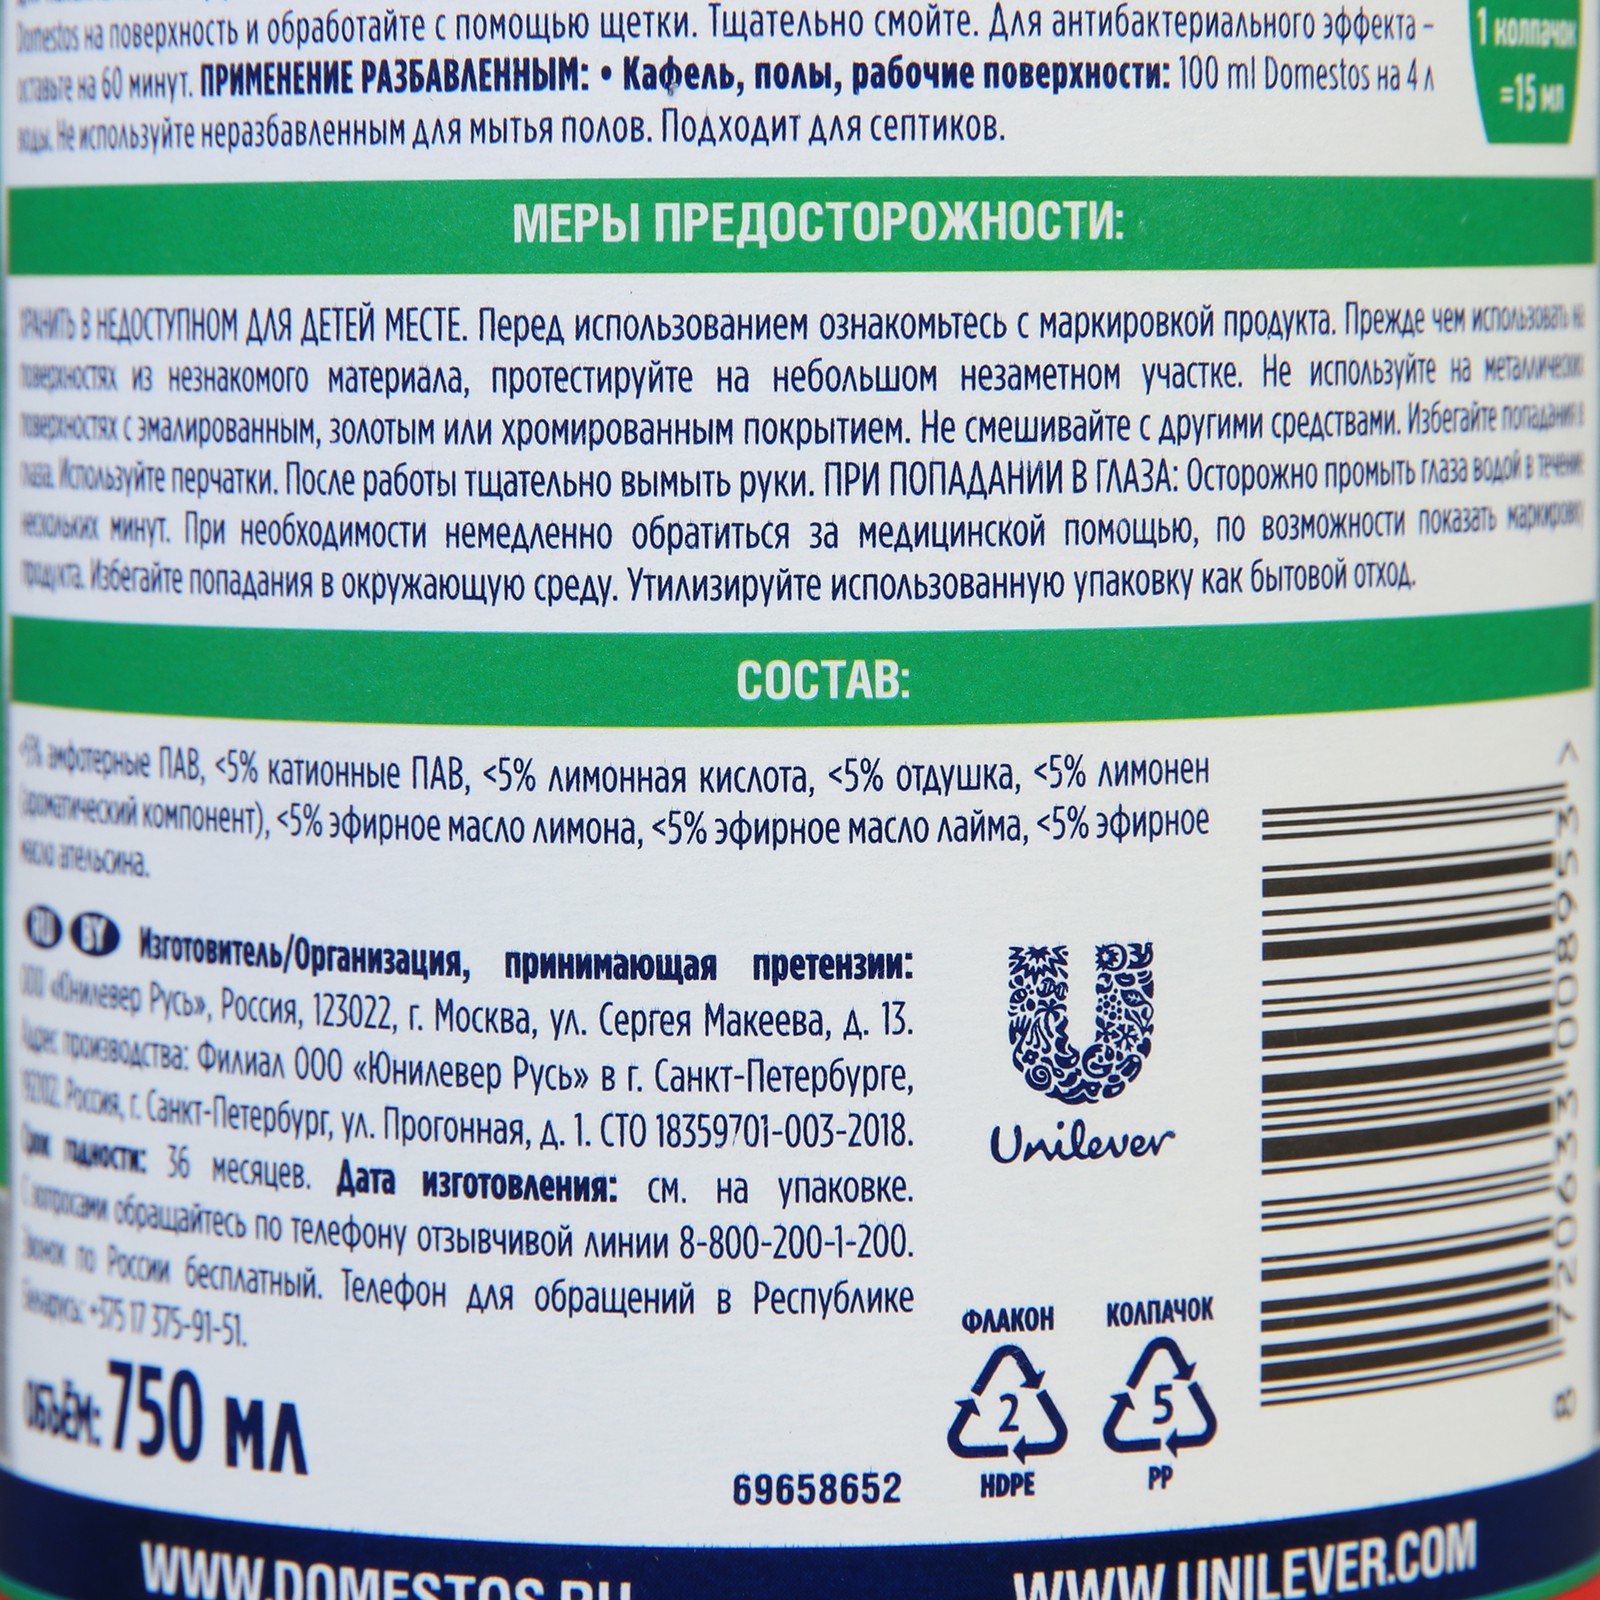 Domestos на поверхность и обработайте с помощью щетки. Тщательно смойте. Для антибактериального эффекта –
оставьте на 60 минут. ПРИМЕНЕНИЕ РАЗБАВЛЕННЫМ: • Кафель, полы, рабочие поверхности: 100 ml Domestos на 4 л
воды. Не используйте неразбавленным для мытья полов. Подходит для септиков.
1 колпачок
=15 мл
МЕРЫ ПРЕДОСТОРОЖНОСТИ:
ХРАНИТЬ В НЕДОСТУПНОМ ДЛЯ ДЕТЕЙ МЕСТЕ. Перед использованием ознакомьтесь с маркировкой продукта. Прежде чем использовать на
поверхностях из незнакомого материала, протестируйте на небольшом незаметном участке. Не используйте на металлических
поверхностях с эмалированным, золотым или хромированным покрытием. Не смешивайте с другими средствами. Избегайте попадания в
глаза. Используйте перчатки. После работы тщательно вымыть руки. ПРИ ПОПАДАНИИ В ГЛАЗА: Осторожно промыть глаза водой в течение
нескольких минут. При необходимости немедленно обратиться за медицинской помощью, по возможности показать маркировку
продукта. Избегайте попадания в окружающую среду. Утилизируйте использованную упаковку как бытовой отход.
СОСТАВ:
<5% амфотерные ПАВ, <5% катионные ПАВ, <5% лимонная кислота, <5% отдушка, <5% лимонен
(ароматический компонент), <5% эфирное масло лимона, <5% эфирное масло лайма, <5% эфирное
масло апельсина.
RU BY Изготовитель/Организация, принимающая претензии:
ООО «Юнилевер Русь», Россия, 123022, г. Москва, ул. Сергея Макеева, д. 13.
Адрес производства: Филиал ООО «Юнилевер Русь» в г. Санкт-Петербурге,
Россия, г. Санкт-Петербург, ул. Прогонная, д. 1. СТО 18359701-003-2018.
Срок годности: 36 месяцев. Дата изготовления: см. на упаковке.
С вопросами обращайтесь по телефону отзывчивой линии 8-800-200-1-200.
Звонок по России бесплатный. Телефон для обращений в Республике
Беларусь: +375 17 375-91-51.
ОБЪЁМ: 750 МЛ
69658652
Unilever
ФЛАКОН
2
HDPE
КОЛПАЧОК
5
PP
8 720633 008953 >
WWW.DOMESTOS.RU
WWW.UNILEVER.COM